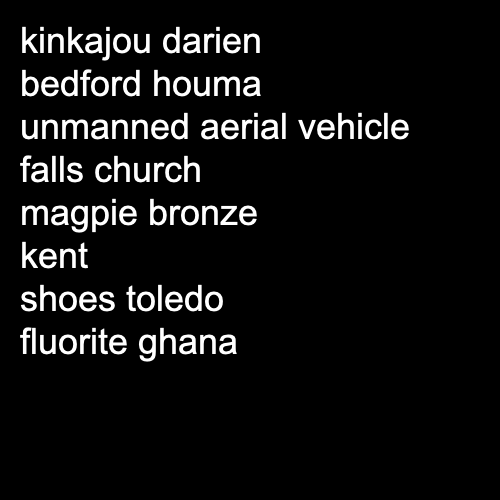 kinkajou darien
bedford houma
unmanned aerial vehicle
falls church
magpie bronze
kent
shoes toledo
fluorite ghana